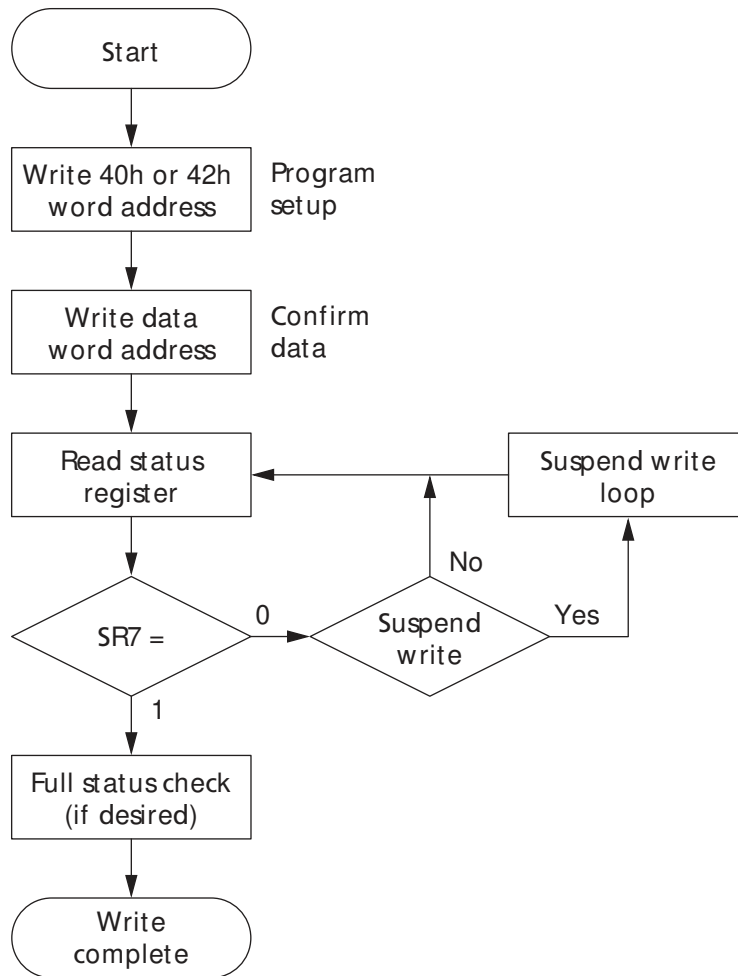 Start
Write 40h or 42h
word address
Program
setup
Write data
word address
Confirm
data
Read status
register
Suspend write
loop
No
SR7 =
0
Suspend
write
Yes
1
Full status check
(if desired)
Write
complete